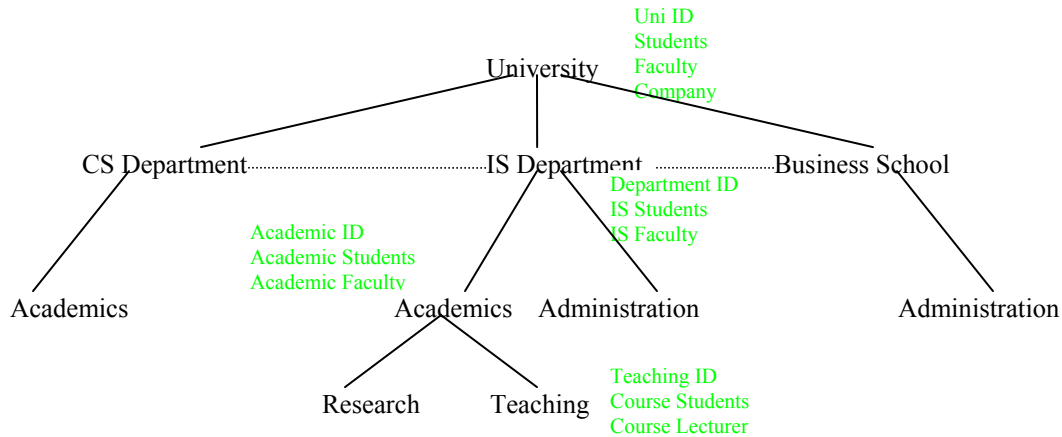 Uni ID
Students
Faculty
Company
University
CS Department
IS Department
Business School
Department ID
IS Students
IS Faculty
Academic ID
Academic Students
Academic Faculty
Academics
Academics
Administration
Administration
Research
Teaching
Teaching ID
Course Students
Course Lecturer